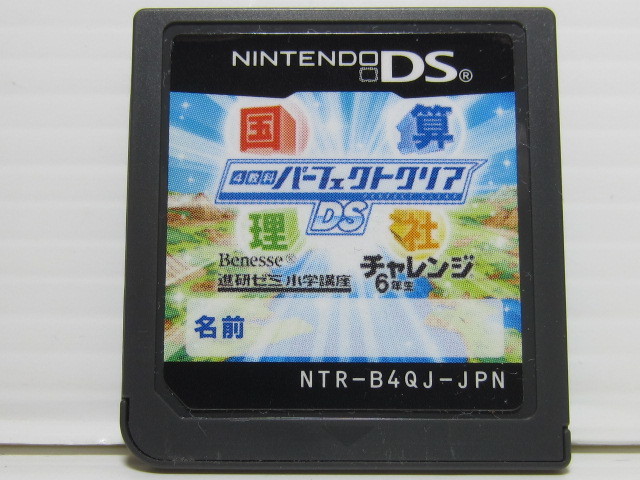 NINTENDO DS®
国 算
4教科 パーフェクトクリア
PERFECT CLEAR
DS
理 社
Benesse®
進研ゼミ 小学講座
チャレンジ
6年生
名前
NTR-B4QJ-JPN